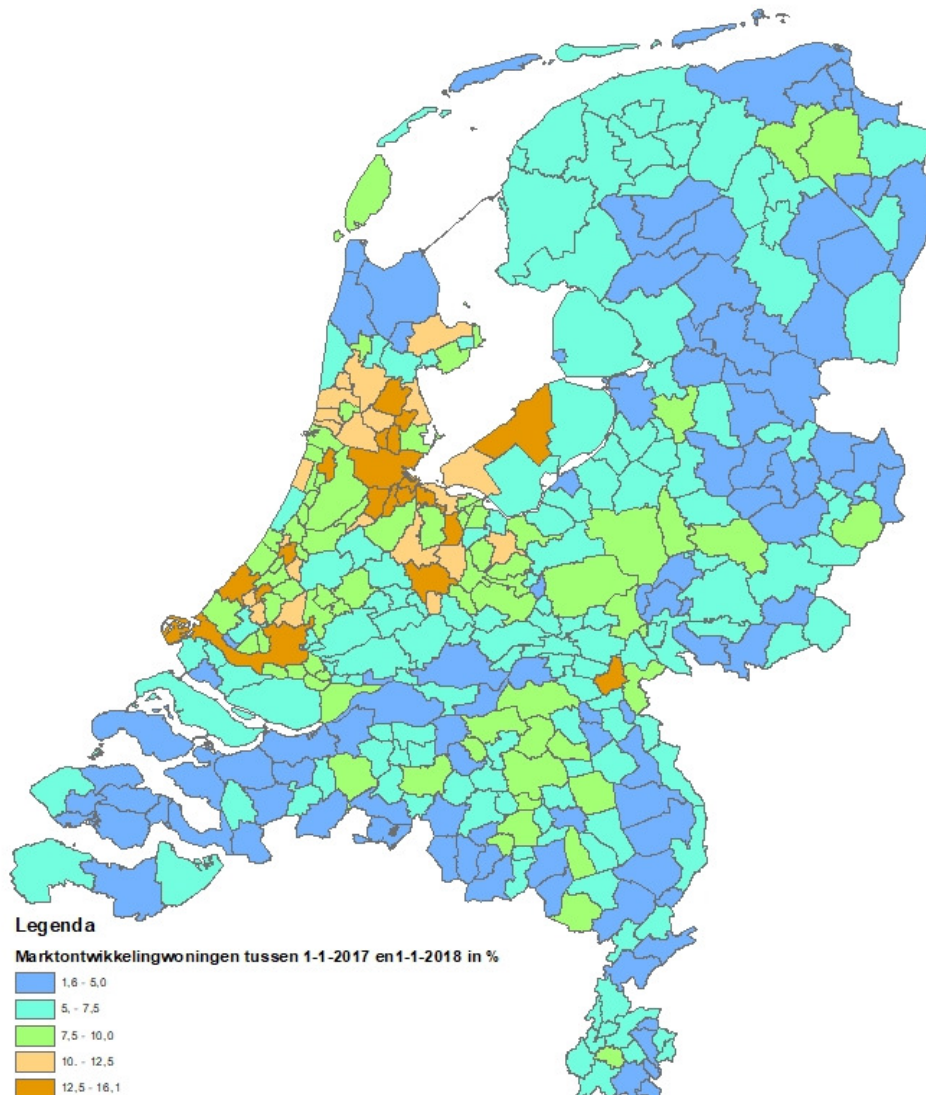 Legenda
Marktontwikkelingwoningen tussen 1-1-2017 en1-1-2018 in %
1,6 - 5,0
5, - 7,5
7,5 - 10,0
10. - 12,5
12,5 - 16,1